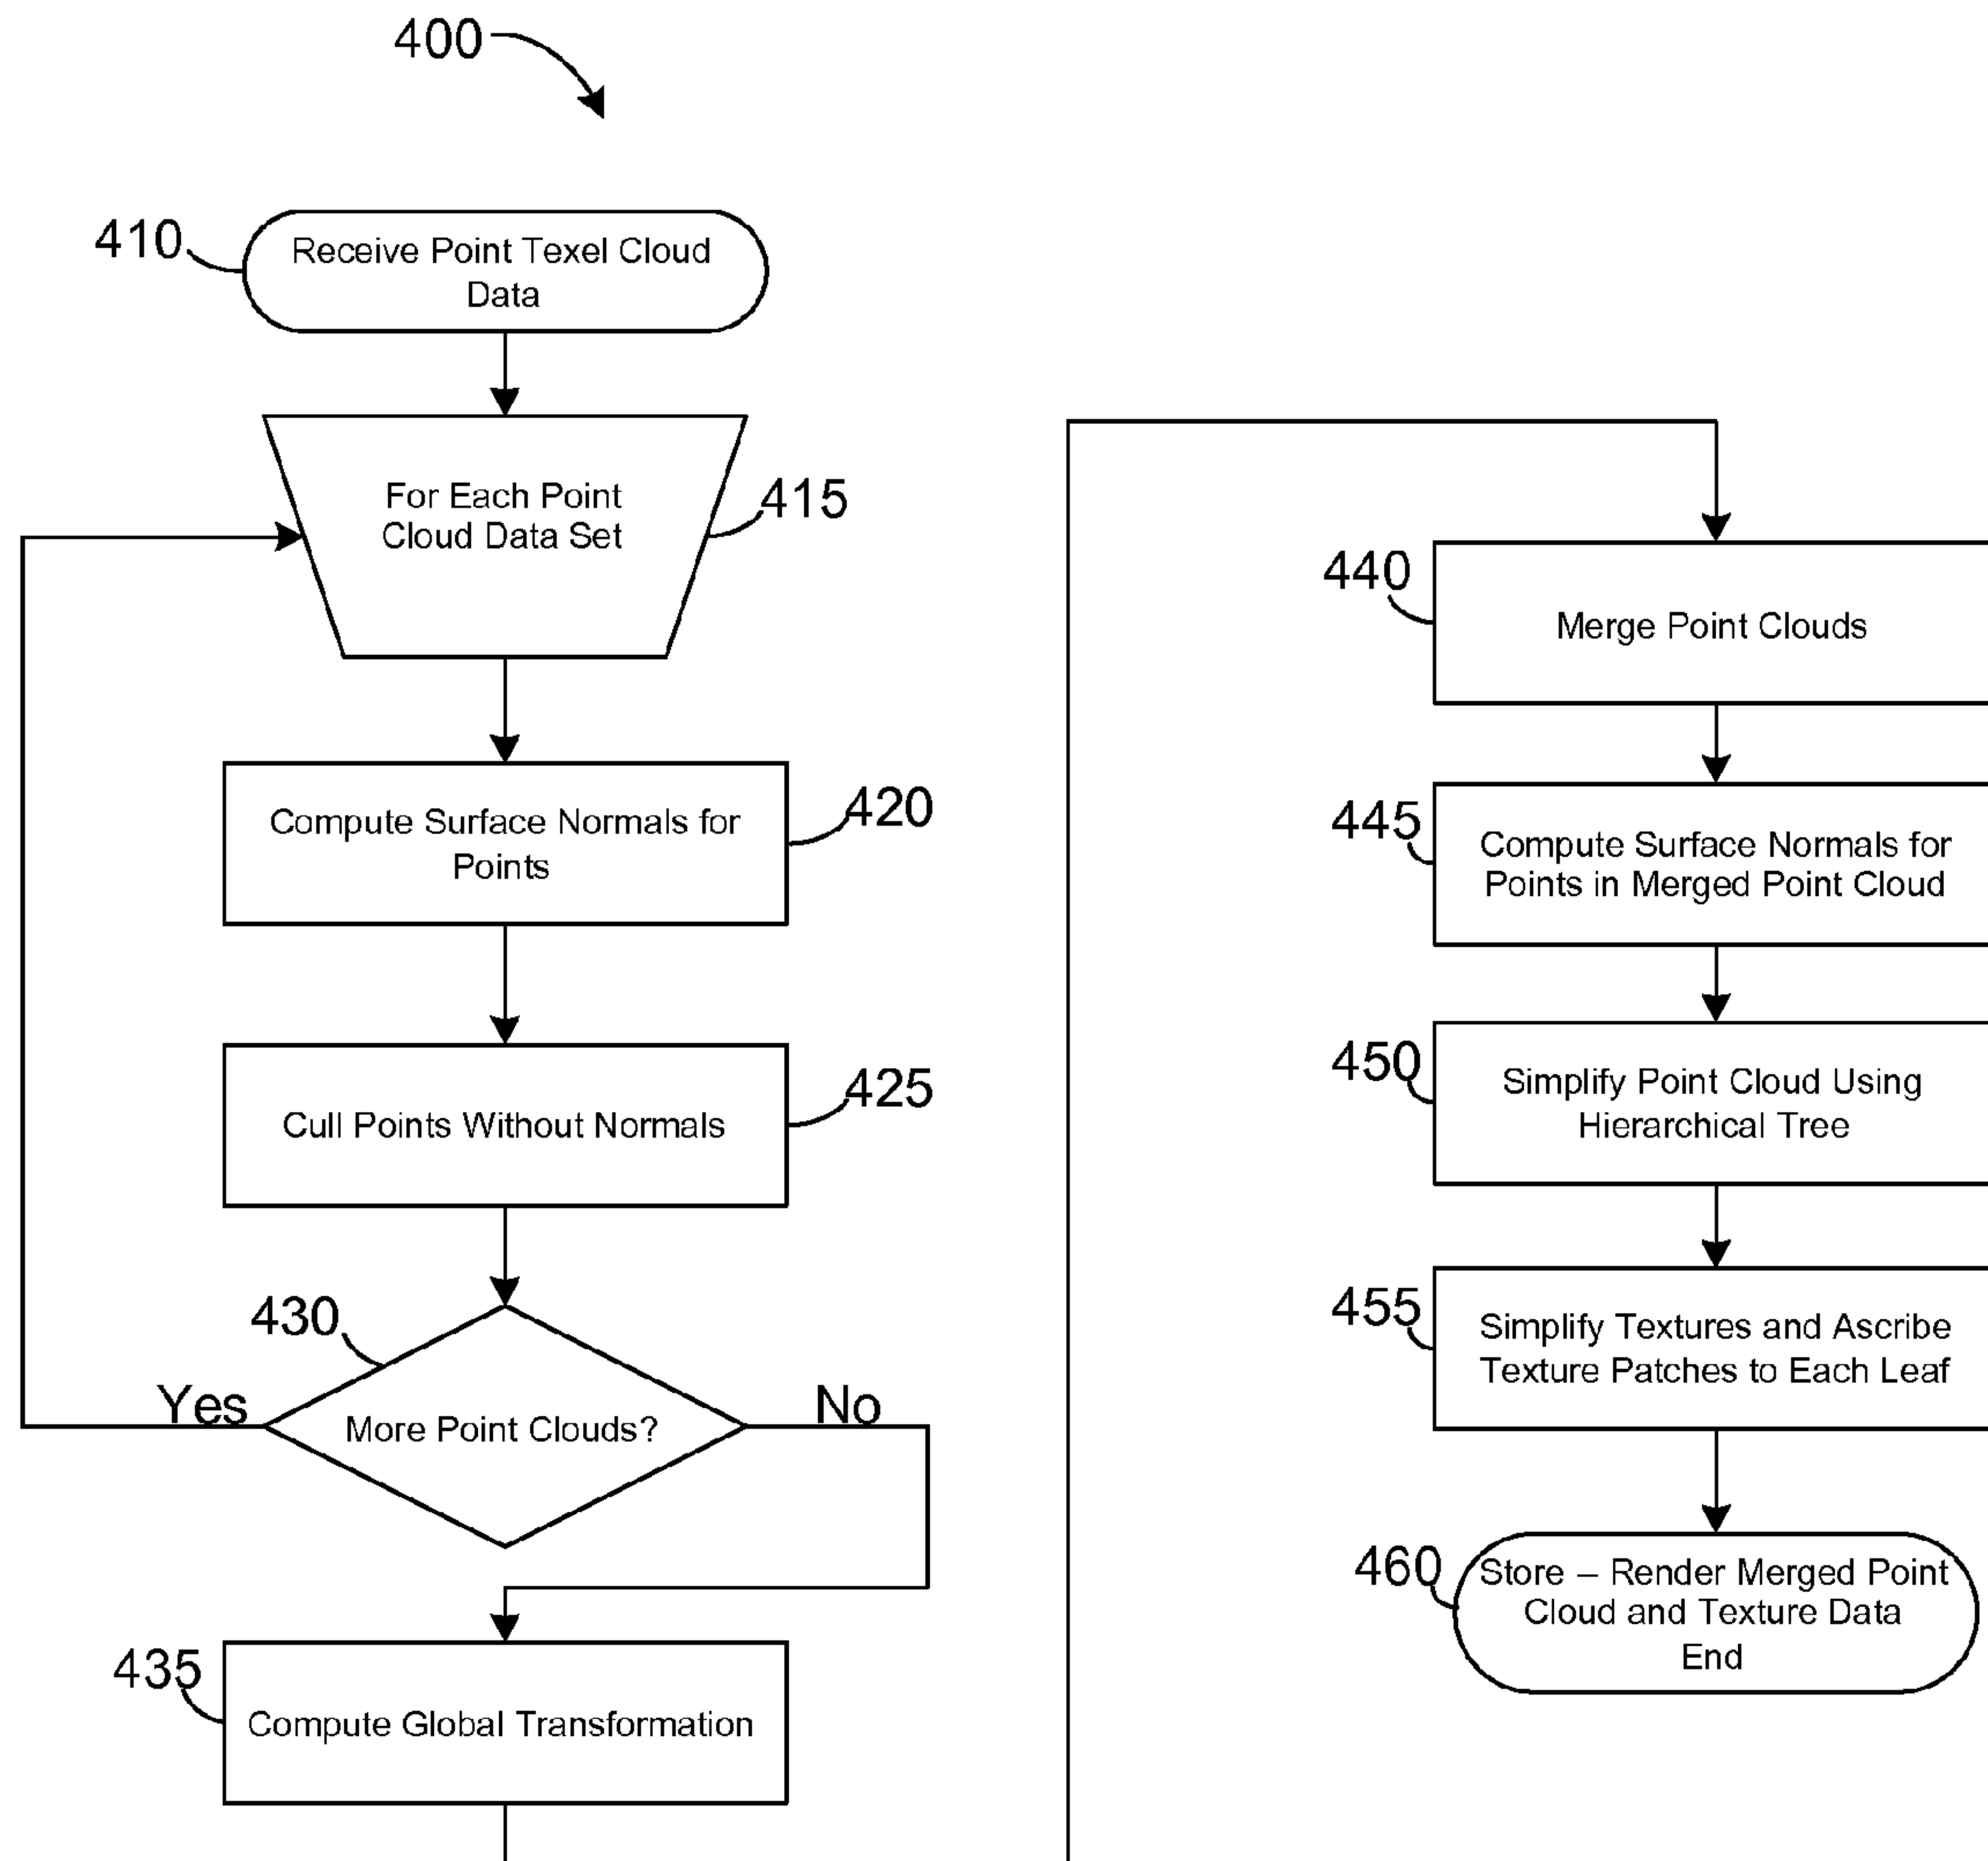 400
410
Receive Point Texel Cloud
Data
For Each Point
Cloud Data Set
415
Compute Surface Normals for
Points
420
Cull Points Without Normals
425
430
More Point Clouds?
Yes
No
435
Compute Global Transformation
440
Merge Point Clouds
445
Compute Surface Normals for
Points in Merged Point Cloud
450
Simplify Point Cloud Using
Hierarchical Tree
455
Simplify Textures and Ascribe
Texture Patches to Each Leaf
460
Store – Render Merged Point
Cloud and Texture Data
End